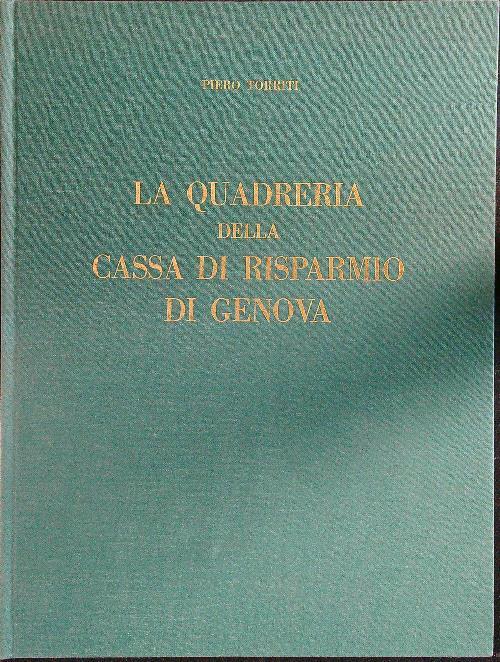 PIERO TORRITI
LA QUADRERIA
DELLA
CASSA DI RISPARMIO
DI GENOVA